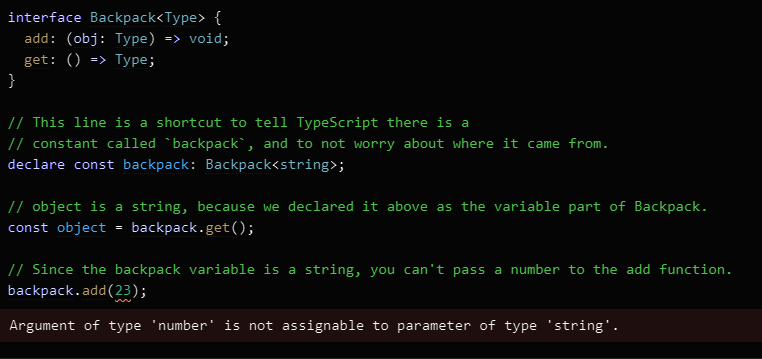 interface Backpack<Type> {
  add: (obj: Type) => void;
  get: () => Type;
}
// This line is a shortcut to tell TypeScript there is a
// constant called `backpack`, and to not worry about where it came from.
declare const backpack: Backpack<string>;
// object is a string, because we declared it above as the variable part of Backpack.
const object = backpack.get();
// Since the backpack variable is a string, you can't pass a number to the add function.
backpack.add(23);
Argument of type 'number' is not assignable to parameter of type 'string'.